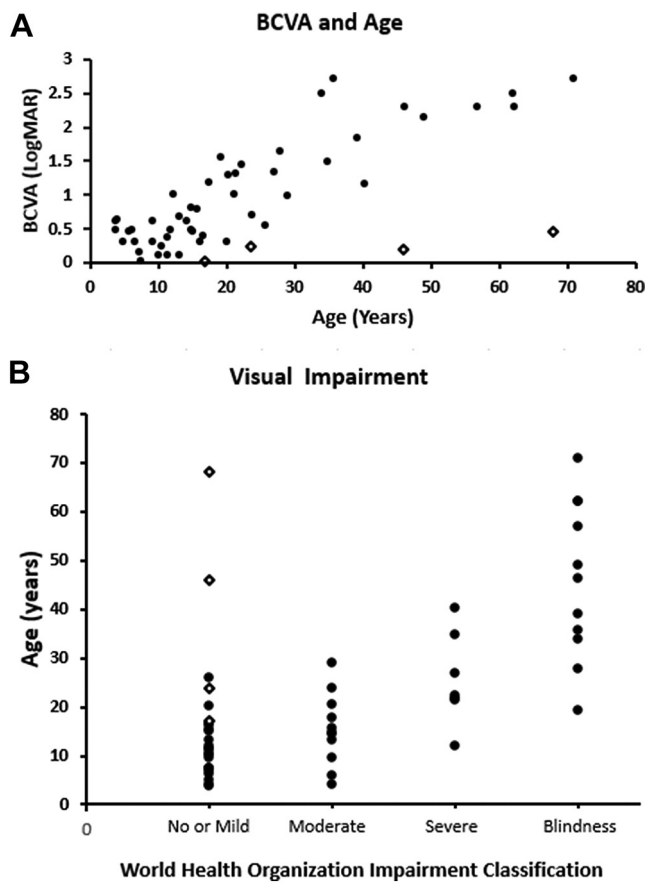 A
BCVA and Age
BCVA (LogMAR)
3
2.5
2
1.5
1
0.5
0
0 10 20 30 40 50 60 70 80
Age (Years)
B
Visual Impairment
Age (years)
80
70
60
50
40
30
20
10
0
0 No or Mild Moderate Severe Blindness
World Health Organization Impairment Classification